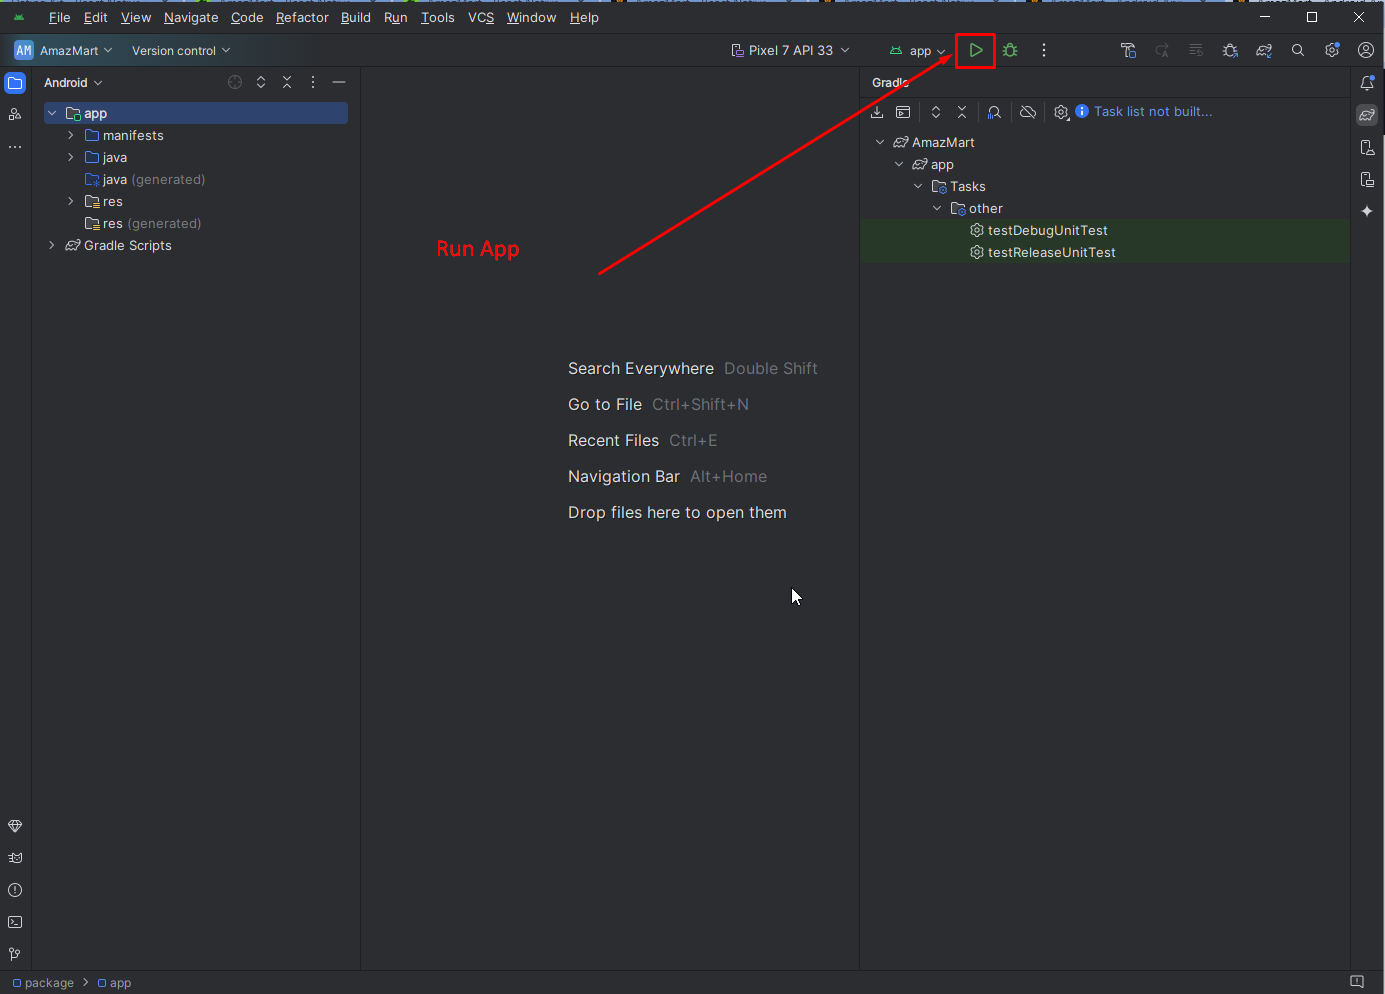 File Edit View Navigate Code Refactor Build Run Tools VCS Window Help
AM AmazMart Version control Pixel 7 API 33 app
Android
Gradle
app
Task list not built...
manifests
java
java (generated)
res
res (generated)
Gradle Scripts
AmazMart
app
Tasks
other
testDebugUnitTest
testReleaseUnitTest
Run App
Search Everywhere Double Shift
Go to File Ctrl+Shift+N
Recent Files Ctrl+E
Navigation Bar Alt+Home
Drop files here to open them
package > app